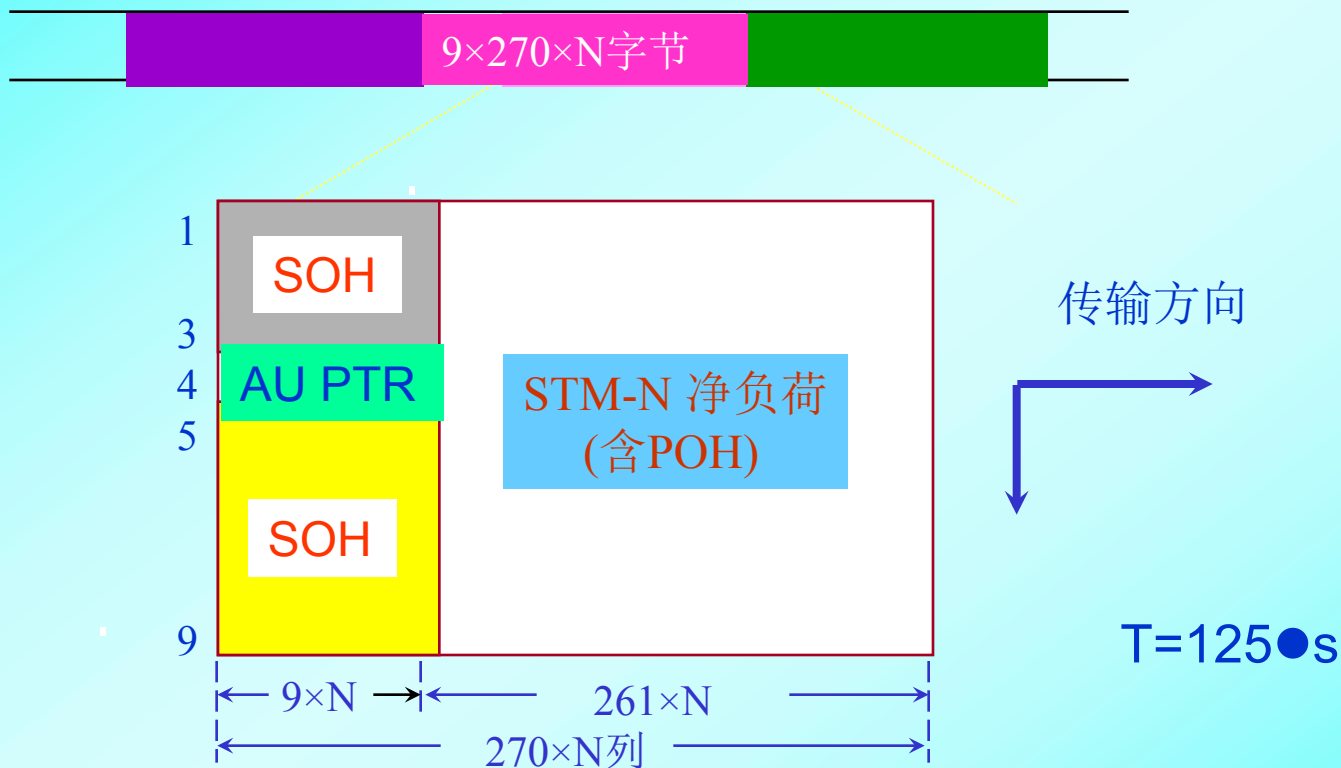 9×270×N字节
1
SOH
3
传输方向
4
AU PTR
STM-N 净负荷
(含POH)
5
SOH
9
T=125●s
9×N
261×N
270×N列